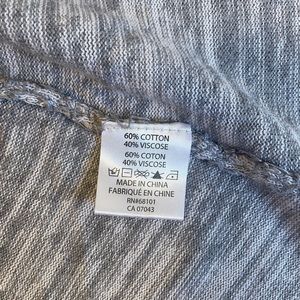 60% COTTON
40% VISCOSE
60% COTON
40% VISCOSE
MADE IN CHINA
FABRIQUÉ EN CHINE
RN#68101
CA 07043